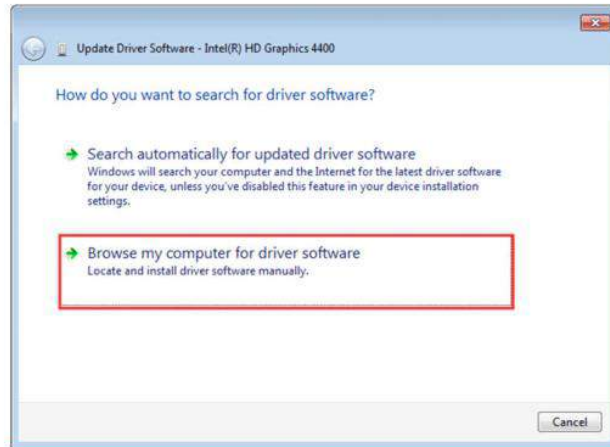 Update Driver Software - Intel(R) HD Graphics 4400
How do you want to search for driver software?
Search automatically for updated driver software
Windows will search your computer and the Internet for the latest driver software
for your device, unless you've disabled this feature in your device installation
settings.
Browse my computer for driver software
Locate and install driver software manually.
Cancel